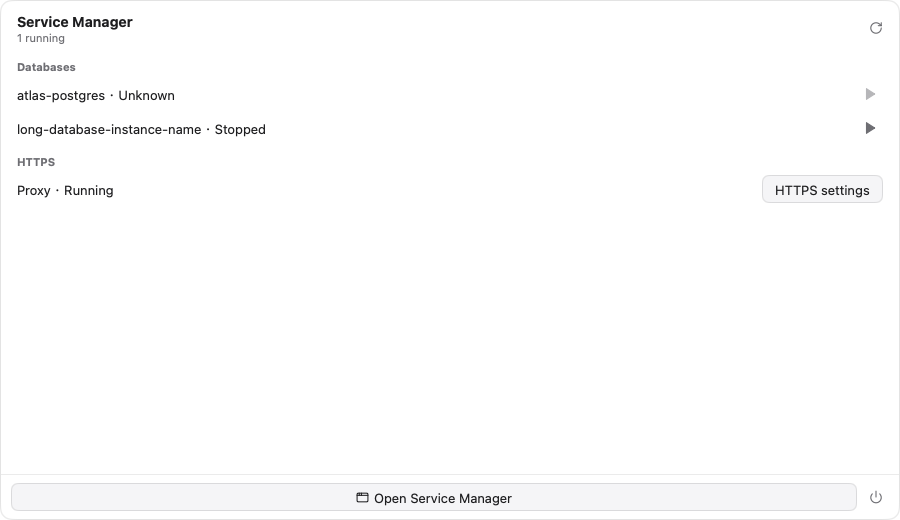 Service Manager
1 running
Databases
atlas-postgres · Unknown
long-database-instance-name · Stopped
HTTPS
Proxy · Running
HTTPS settings
Open Service Manager